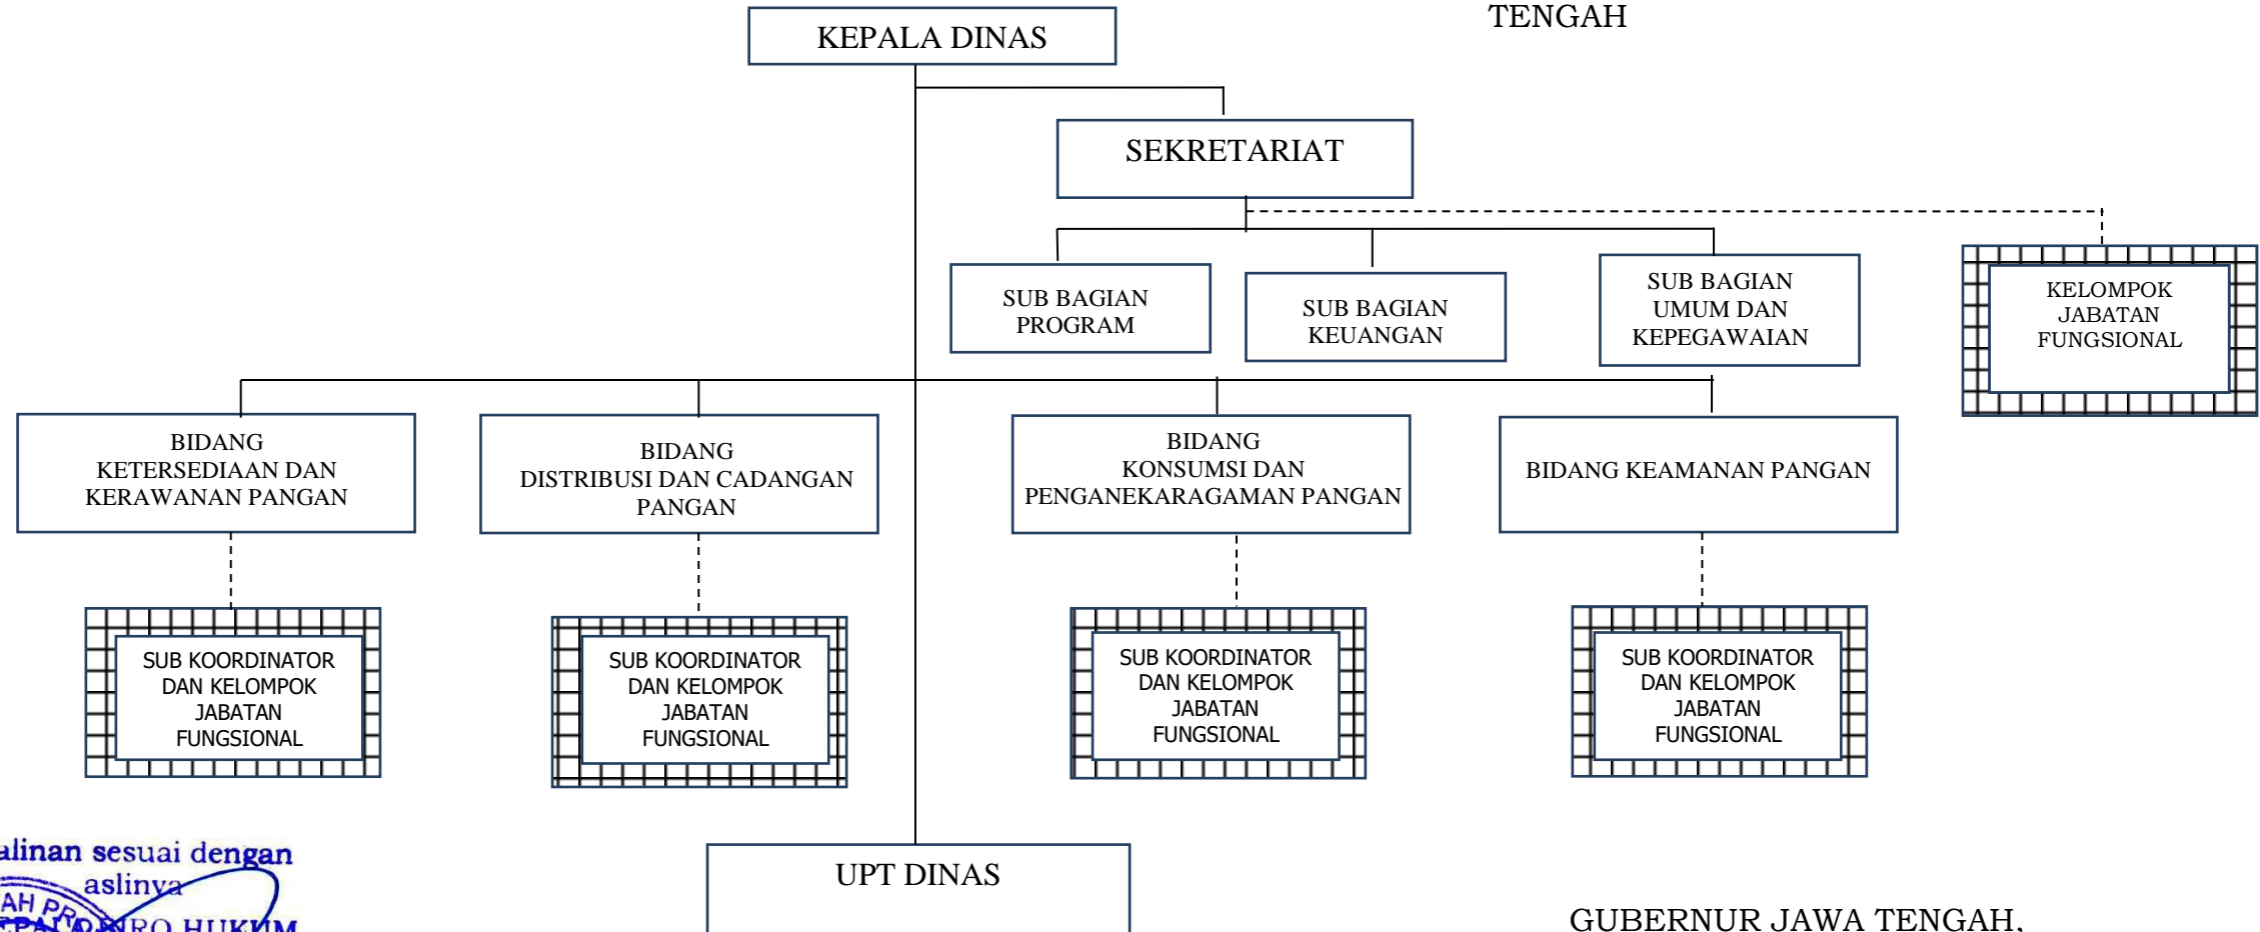 TENGAH
KEPALA DINAS
SEKRETARIAT
SUB BAGIAN
PROGRAM
SUB BAGIAN
KEUANGAN
SUB BAGIAN
UMUM DAN
KEPEGAWAIAN
KELOMPOK
JABATAN
FUNGSIONAL
BIDANG
KETERSEDIAAN DAN
KERAWANAN PANGAN
BIDANG
DISTRIBUSI DAN CADANGAN
PANGAN
BIDANG
KONSUMSI DAN
PENGANEKARAGAMAN PANGAN
BIDANG KEAMANAN PANGAN
SUB KOORDINATOR
DAN KELOMPOK
JABATAN
FUNGSIONAL
SUB KOORDINATOR
DAN KELOMPOK
JABATAN
FUNGSIONAL
SUB KOORDINATOR
DAN KELOMPOK
JABATAN
FUNGSIONAL
SUB KOORDINATOR
DAN KELOMPOK
JABATAN
FUNGSIONAL
UPT DINAS
alinan sesuai dengan
aslinya
HUKUM
GUBERNUR JAWA TENGAH,